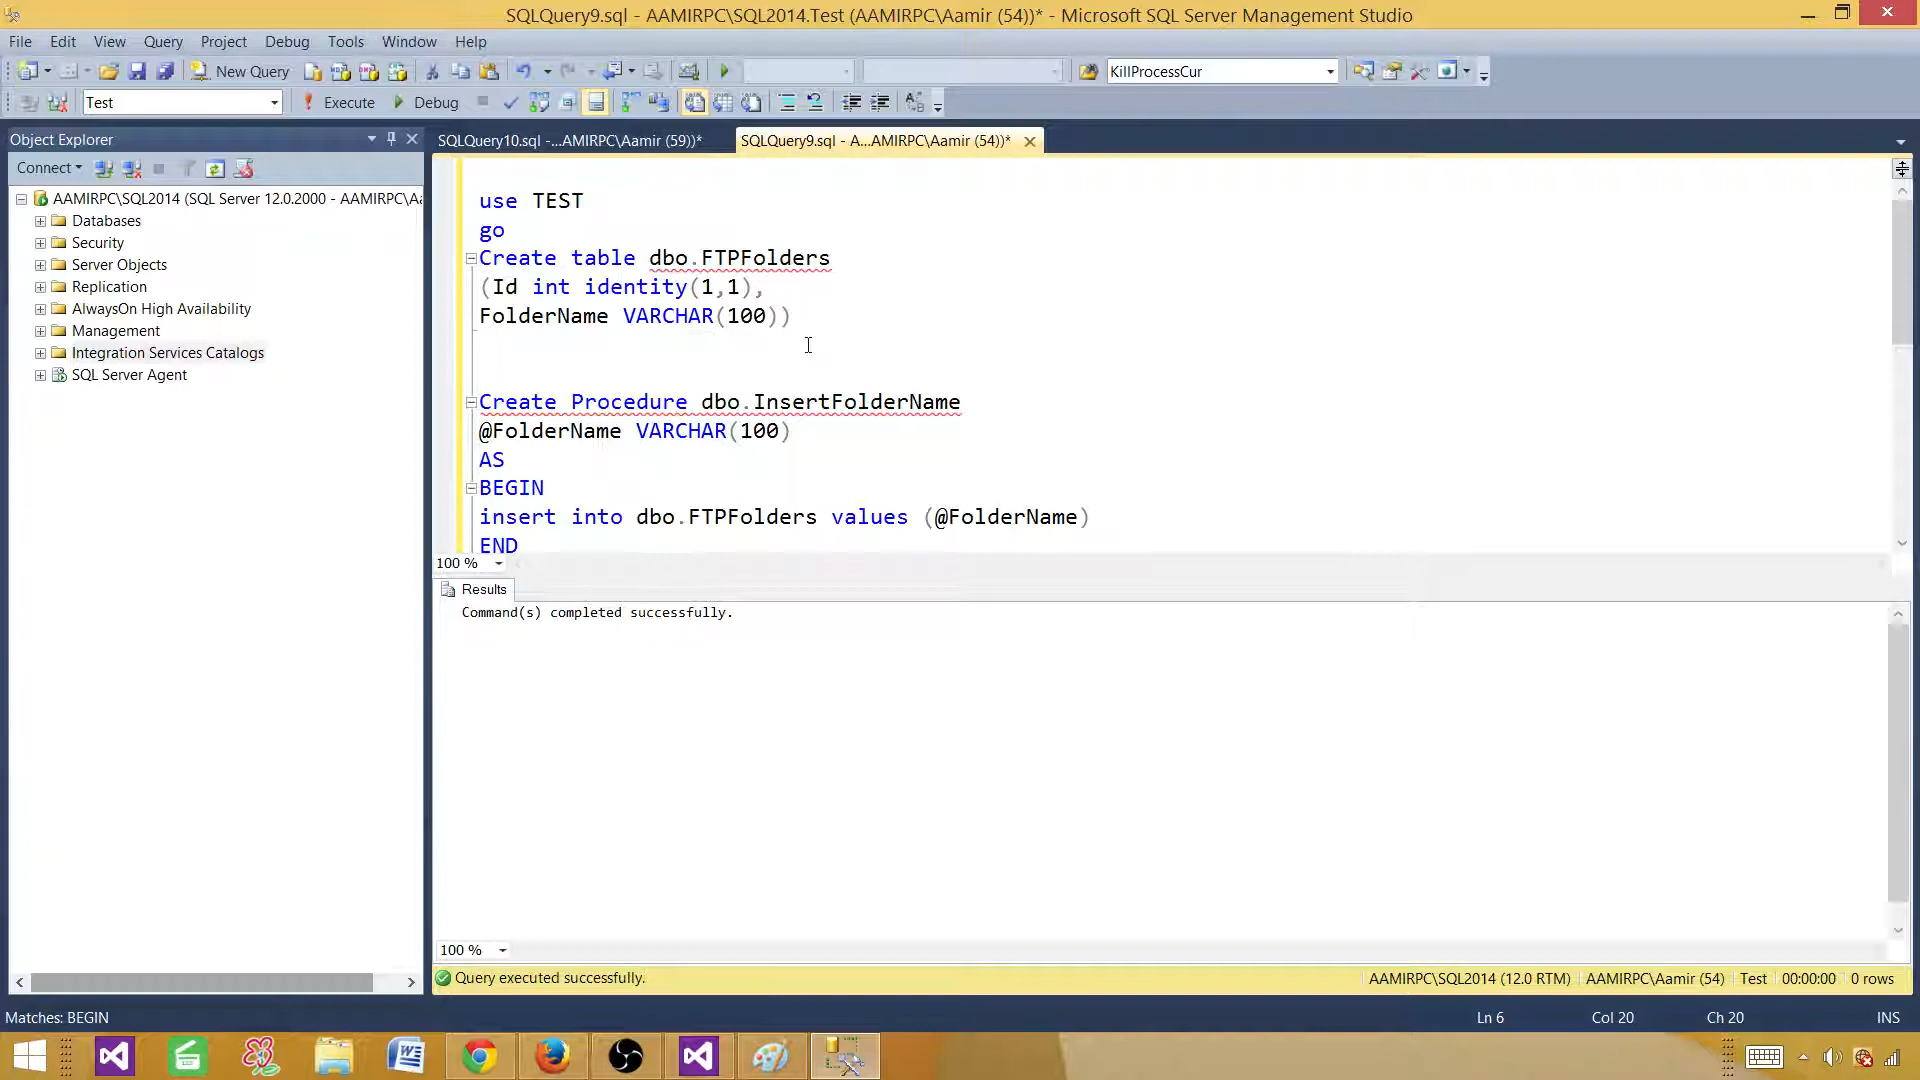 SQLQuery9.sql - AAMIRPC\SQL2014.Test (AAMIRPC\Aamir (54))* - Microsoft SQL Server Management Studio
File Edit View Query Project Debug Tools Window Help
New Query KillProcessCur
Test Execute Debug
Object Explorer
SQLQuery10.sql -...AMIRPC\Aamir (59))* SQLQuery9.sql - A...AMIRPC\Aamir (54))*
Connect
AAMIRPC\SQL2014 (SQL Server 12.0.2000 - AAMIRPC\Aa
Databases
Security
Server Objects
Replication
AlwaysOn High Availability
Management
Integration Services Catalogs
SQL Server Agent
use TEST
go
Create table dbo.FTPFolders
(Id int identity(1,1),
FolderName VARCHAR(100))
Create Procedure dbo.InsertFolderName
@FolderName VARCHAR(100)
AS
BEGIN
insert into dbo.FTPFolders values (@FolderName)
END
100 %
Results
Command(s) completed successfully.
100 %
Query executed successfully. AAMIRPC\SQL2014 (12.0 RTM) AAMIRPC\Aamir (54) Test 00:00:00 0 rows
Matches: BEGIN Ln 6 Col 20 Ch 20 INS